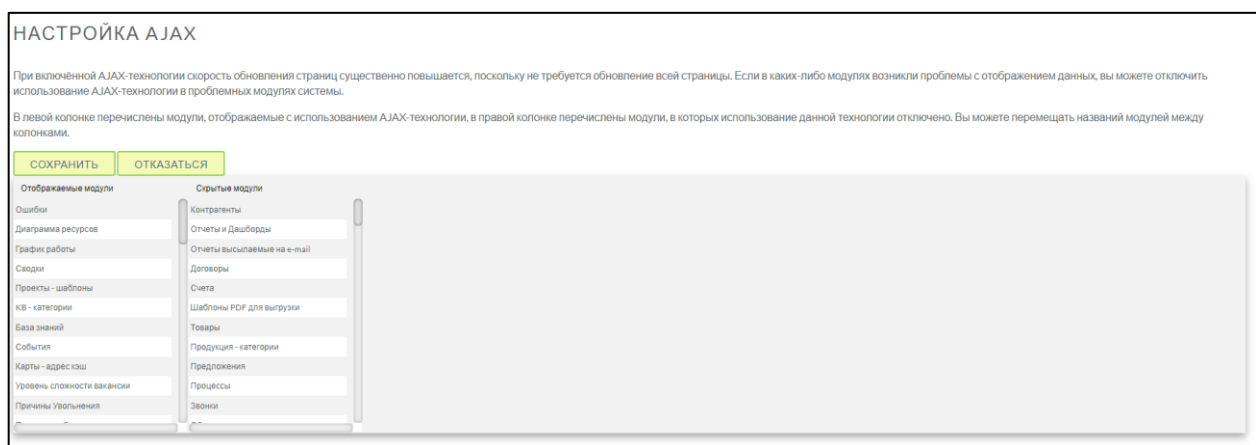 НАСТРОЙКА AJAX
При включённой AJAX-технологии скорость обновления страниц существенно повышается, поскольку не требуется обновление всей страницы. Если в каких-либо модулях возникли проблемы с отображением данных, вы можете отключить
использование AJAX-технологии в проблемных модулях системы.
В левой колонке перечислены модули, отображаемые с использованием AJAX-технологии, в правой колонке перечислены модули, в которых использование данной технологии отключено. Вы можете перемещать названий модулей между
колонками.
СОХРАНИТЬ ОТКАЗАТЬСЯ
Отображаемые модули Скрытые модули
Ошибки Контрагенты
Диаграмма ресурсов Отчеты и Дашборды
График работы Отчеты высылаемые на e-mail
Сводки Договоры
Проекты - шаблоны Счета
КВ - категории Шаблоны PDF для выгрузки
База знаний Товары
События Продукция - категории
Карты - адрес кэш Предложения
Уровень сложности вакансии Процессы
Причины Увольнения Звонки